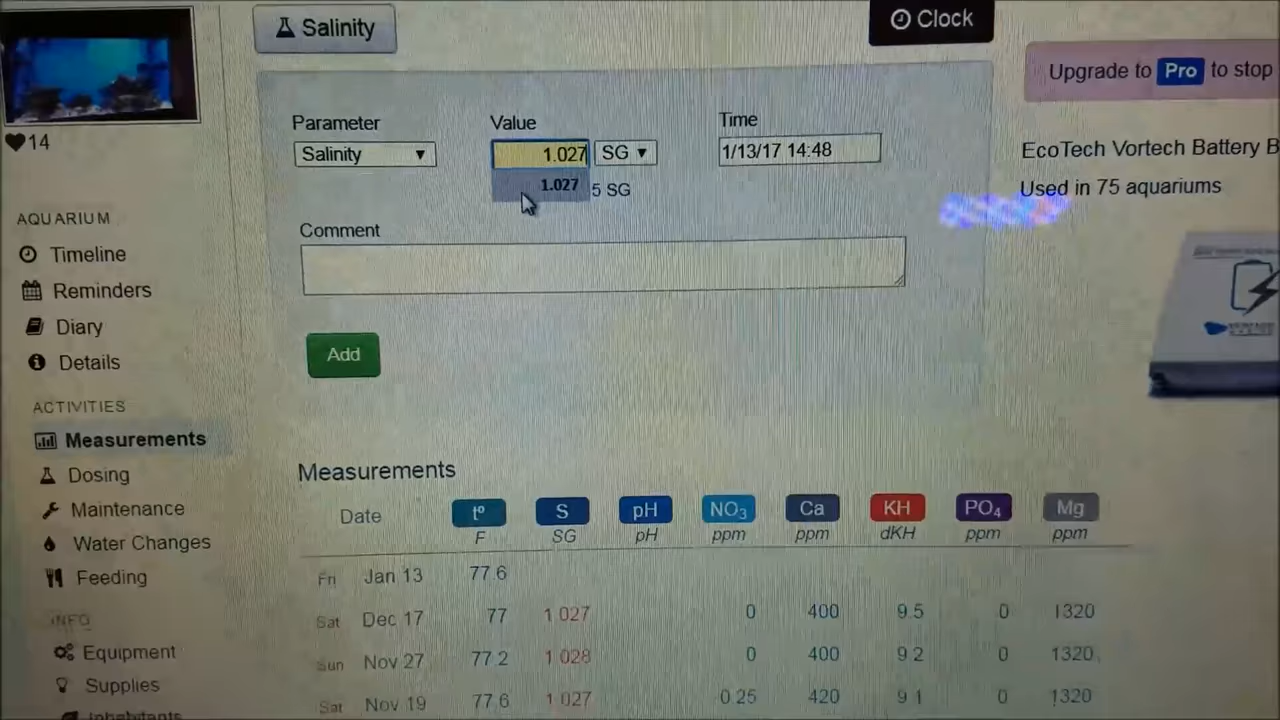 Salinity
Clock
14
Upgrade to Pro to stop
Parameter
Value
Time
Salinity
1.027
SG
1/13/17 14:48
1.027
5 SG
Comment
Add
EcoTech Vortech Battery B
Used in 75 aquariums
AQUARIUM
Timeline
Reminders
Diary
Details
ACTIVITIES
Measurements
Dosing
Maintenance
Water Changes
Feeding
INFO
Equipment
Supplies
Inhabitants
Measurements
Date tº S pH NO₃ Ca KH PO₄ Mg
F SG pH ppm ppm dKH ppm ppm
Fri Jan 13 77.6
Sat Dec 17 77 1.027 0 400 9.5 0 1320
Sun Nov 27 77.2 1.028 0 400 9.2 0 1320
Sat Nov 19 77.6 1.027 0.25 420 9.1 0 1320